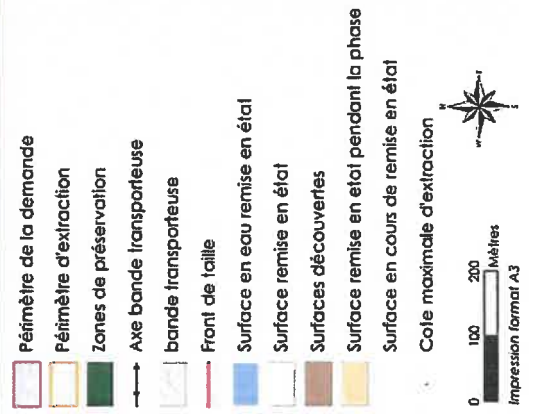 Périmètre de la demande
Périmètre d'extraction
Zones de préservation
Axe bande transporteuse
bande transporteuse
Front de taille
Surface en eau remise en état
Surface remise en état
Surfaces découvertes
Surface remise en etat pendant la phase
Surface en cours de remise en état
Cote maximale d'extraction
0 100 200
Mètres
Impression format A3
N
W E
S